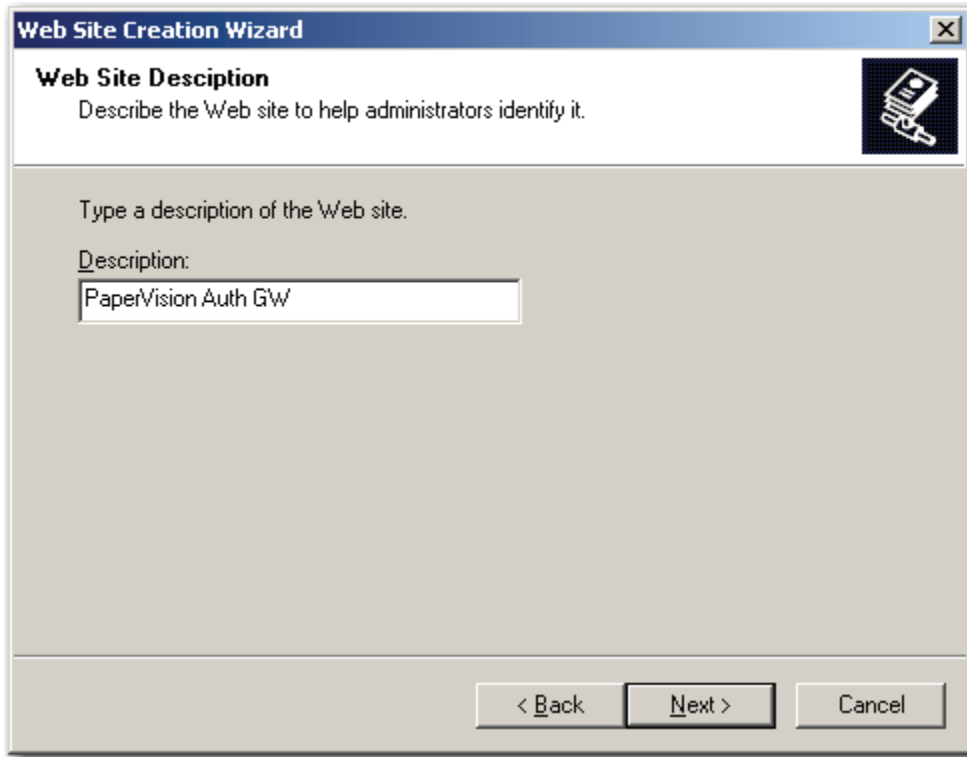 Web Site Creation Wizard
Web Site Desciption
Describe the Web site to help administrators identify it.
Type a description of the Web site.
Description:
PaperVision Auth GW
< Back
Next >
Cancel